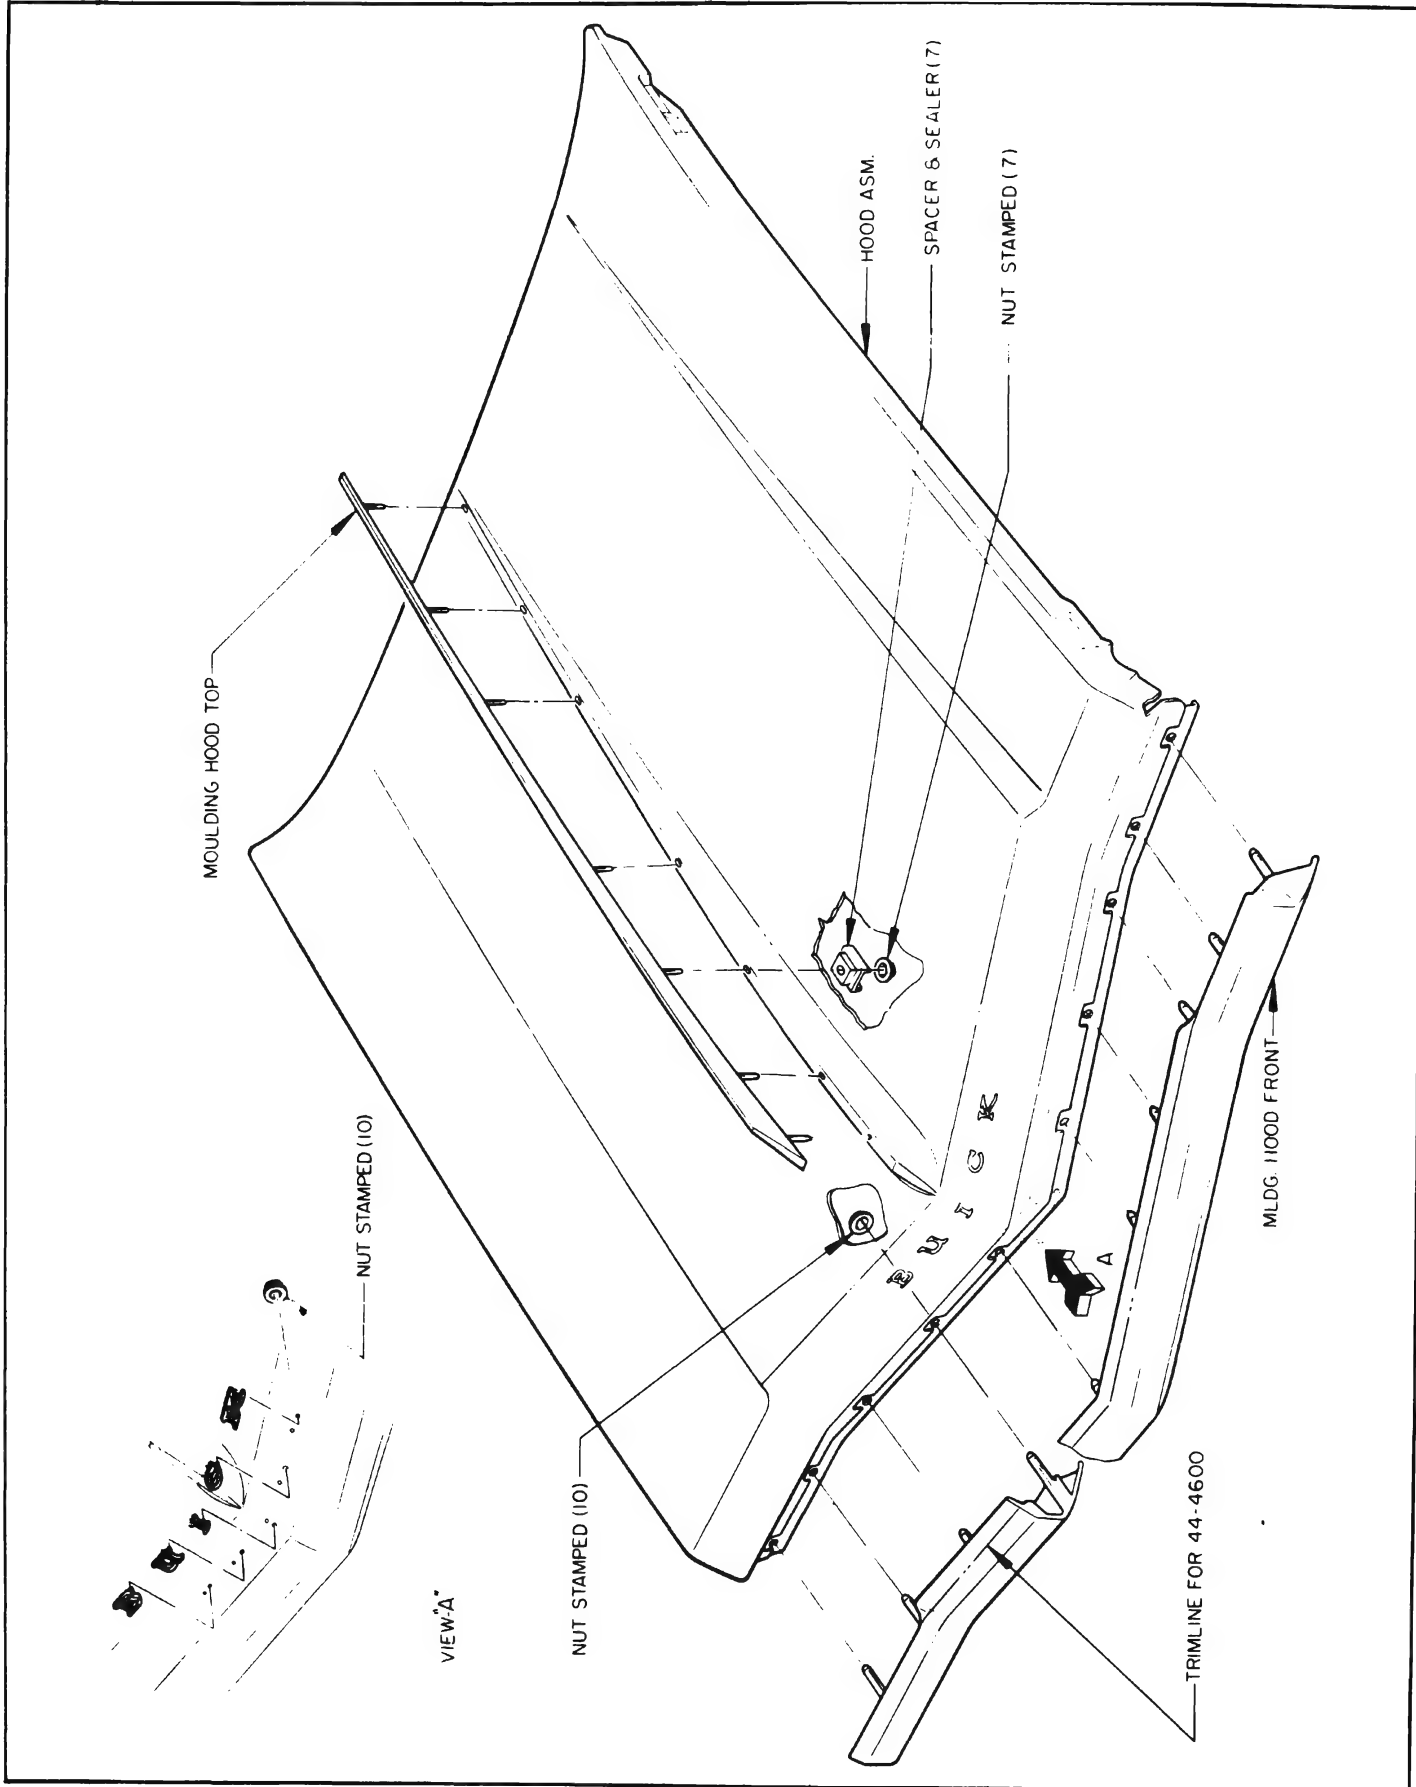 MOULDING HOOD TOP
HOOD ASM.
SPACER & SEALER (7)
NUT STAMPED (7)
NUT STAMPED (10)
VIEW "A"
NUT STAMPED (10)
BUICK
A
MLDG. HOOD FRONT
TRIMLINE FOR 44-4600